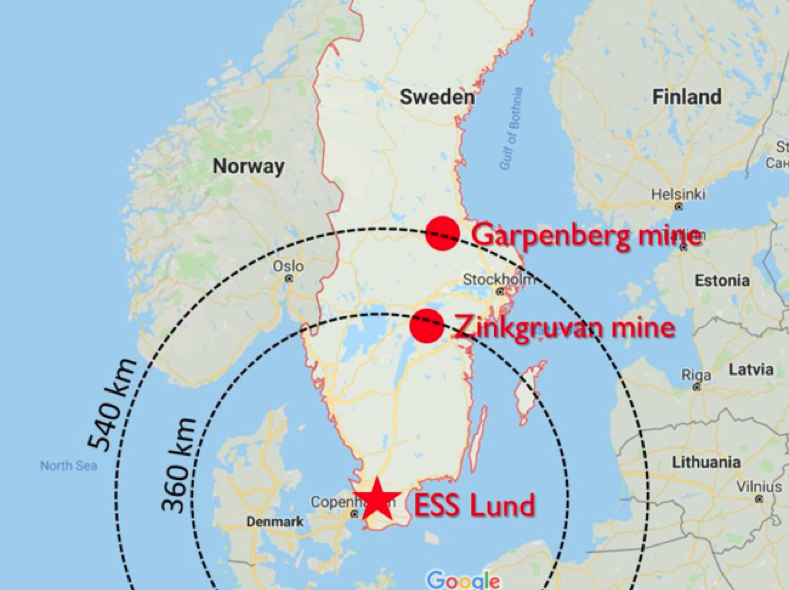 Sweden
Finland
Gulf of Bothnia
Norway
Helsinki
Garpenberg mine
Oslo
Stockholm
Estonia
Zinkgruvan mine
540 km
Riga
Latvia
360 km
North Sea
Lithuania
Vilnius
ESS Lund
Denmark
Google